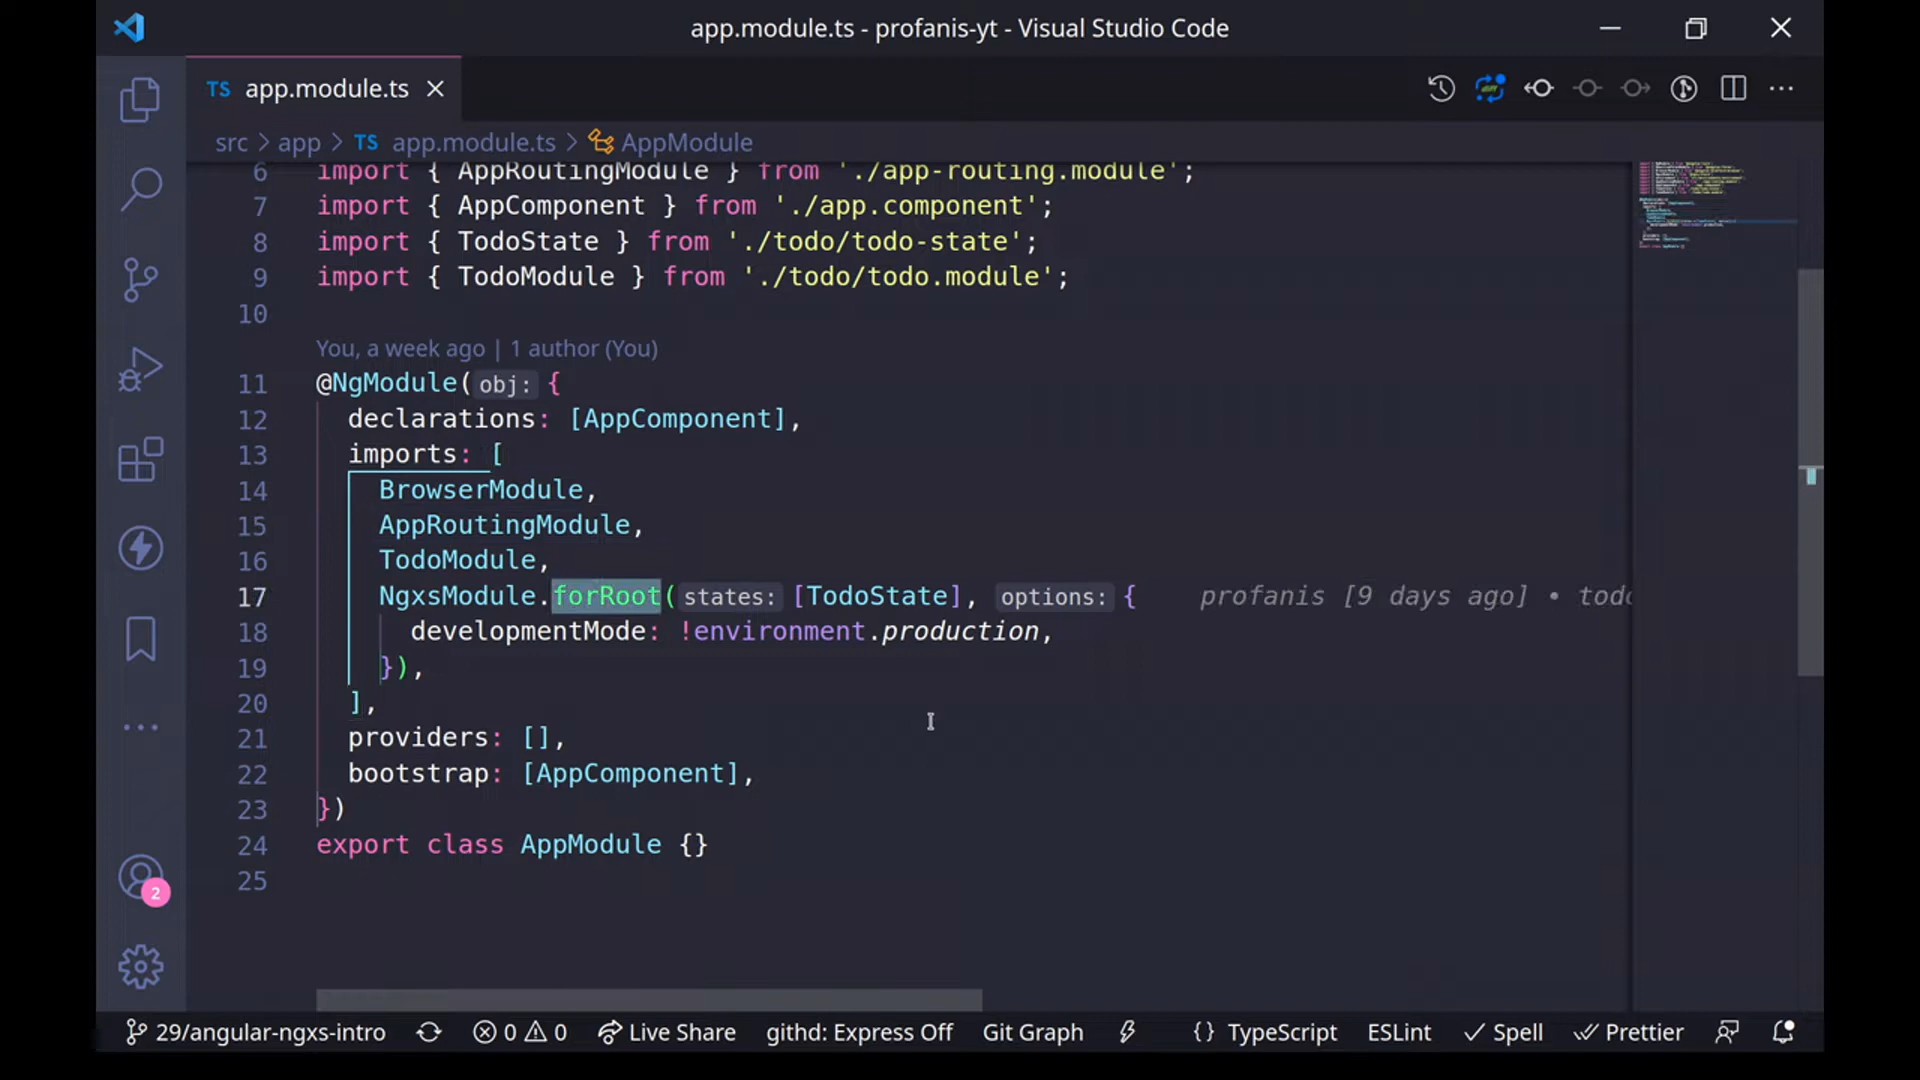 app.module.ts - profanis-yt - Visual Studio Code
TS app.module.ts
src > app > TS app.module.ts > AppModule
6 import { AppRoutingModule } from './app-routing.module';
7 import { AppComponent } from './app.component';
8 import { TodoState } from './todo/todo-state';
9 import { TodoModule } from './todo/todo.module';
10
You, a week ago | 1 author (You)
11 @NgModule( obj: {
12 declarations: [AppComponent],
13 imports: [
14 BrowserModule,
15 AppRoutingModule,
16 TodoModule,
17 NgxsModule.forRoot( states: [TodoState], options: { profanis [9 days ago] •
18 developmentMode: !environment.production,
19 }),
20 ],
21 providers: [],
22 bootstrap: [AppComponent],
23 })
24 export class AppModule {}
25
2
29/angular-ngxs-intro 0 0 Live Share githd: Express Off Git Graph {} TypeScript ESLint Spell Prettier